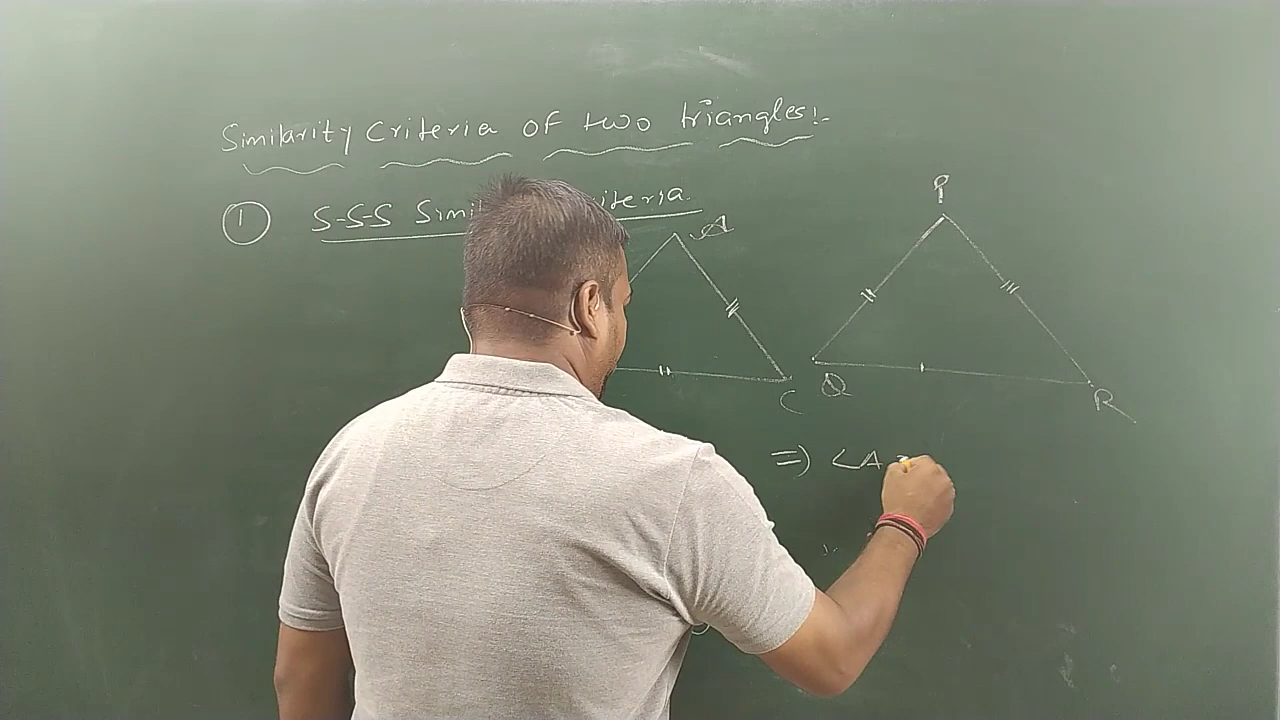 Similarity Criteria of two triangles:-
① S-S-S Simi iteria.
A
P
C
Q
R
=> ∠A =